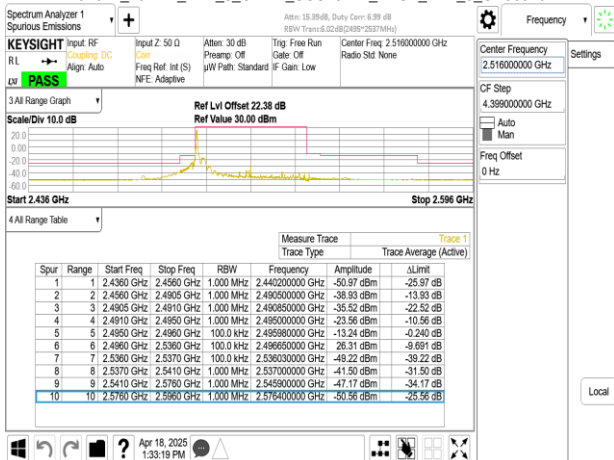 Spectrum Analyzer 1
Spurious Emissions
Attn: 15.39dB, Duty Corr: 6.99 dB
RBW Trans:6.02dB(2495~2537MHz)
Frequency
KEYSIGHT
RL
PASS
Input: RF
Coupling: DC
Align: Auto
Input Z: 50 Ω
Corr
Freq Ref: Int (S)
NFE: Adaptive
Atten: 30 dB
Preamp: Off
µW Path: Standard
Trig: Free Run
Gate: Off
IF Gain: Low
Center Freq: 2.516000000 GHz
Radio Std: None
Center Frequency
2.516000000 GHz
Settings
CF Step
4.399000000 GHz
Auto
Man
Freq Offset
0 Hz
3 All Range Graph
Scale/Div 10.0 dB
Ref Lvl Offset 22.38 dB
Ref Value 30.00 dBm
20.0
0.00
-20.0
-40.0
-60.0
Start 2.436 GHz
Stop 2.596 GHz
4 All Range Table
Measure Trace Trace 1
Trace Type Trace Average (Active)
Spur Range Start Freq Stop Freq RBW Frequency Amplitude ΔLimit
1 1 2.4360 GHz 2.4560 GHz 1.000 MHz 2.440200000 GHz -50.97 dBm -25.97 dB
2 2 2.4560 GHz 2.4905 GHz 1.000 MHz 2.490500000 GHz -38.93 dBm -13.93 dB
3 3 2.4905 GHz 2.4910 GHz 1.000 MHz 2.490850000 GHz -35.52 dBm -22.52 dB
4 4 2.4910 GHz 2.4950 GHz 1.000 MHz 2.495000000 GHz -23.56 dBm -10.56 dB
5 5 2.4950 GHz 2.4960 GHz 100.0 kHz 2.495980000 GHz -13.24 dBm -0.240 dB
6 6 2.4960 GHz 2.5360 GHz 100.0 kHz 2.496650000 GHz 26.31 dBm -9.691 dB
7 7 2.5360 GHz 2.5370 GHz 100.0 kHz 2.536030000 GHz -49.22 dBm -39.22 dB
8 8 2.5370 GHz 2.5410 GHz 1.000 MHz 2.537000000 GHz -41.50 dBm -31.50 dB
9 9 2.5410 GHz 2.5760 GHz 1.000 MHz 2.545900000 GHz -47.17 dBm -34.17 dB
10 10 2.5760 GHz 2.5960 GHz 1.000 MHz 2.576400000 GHz -50.56 dBm -25.56 dB
Local
?
Apr 18, 2025
1:33:19 PM